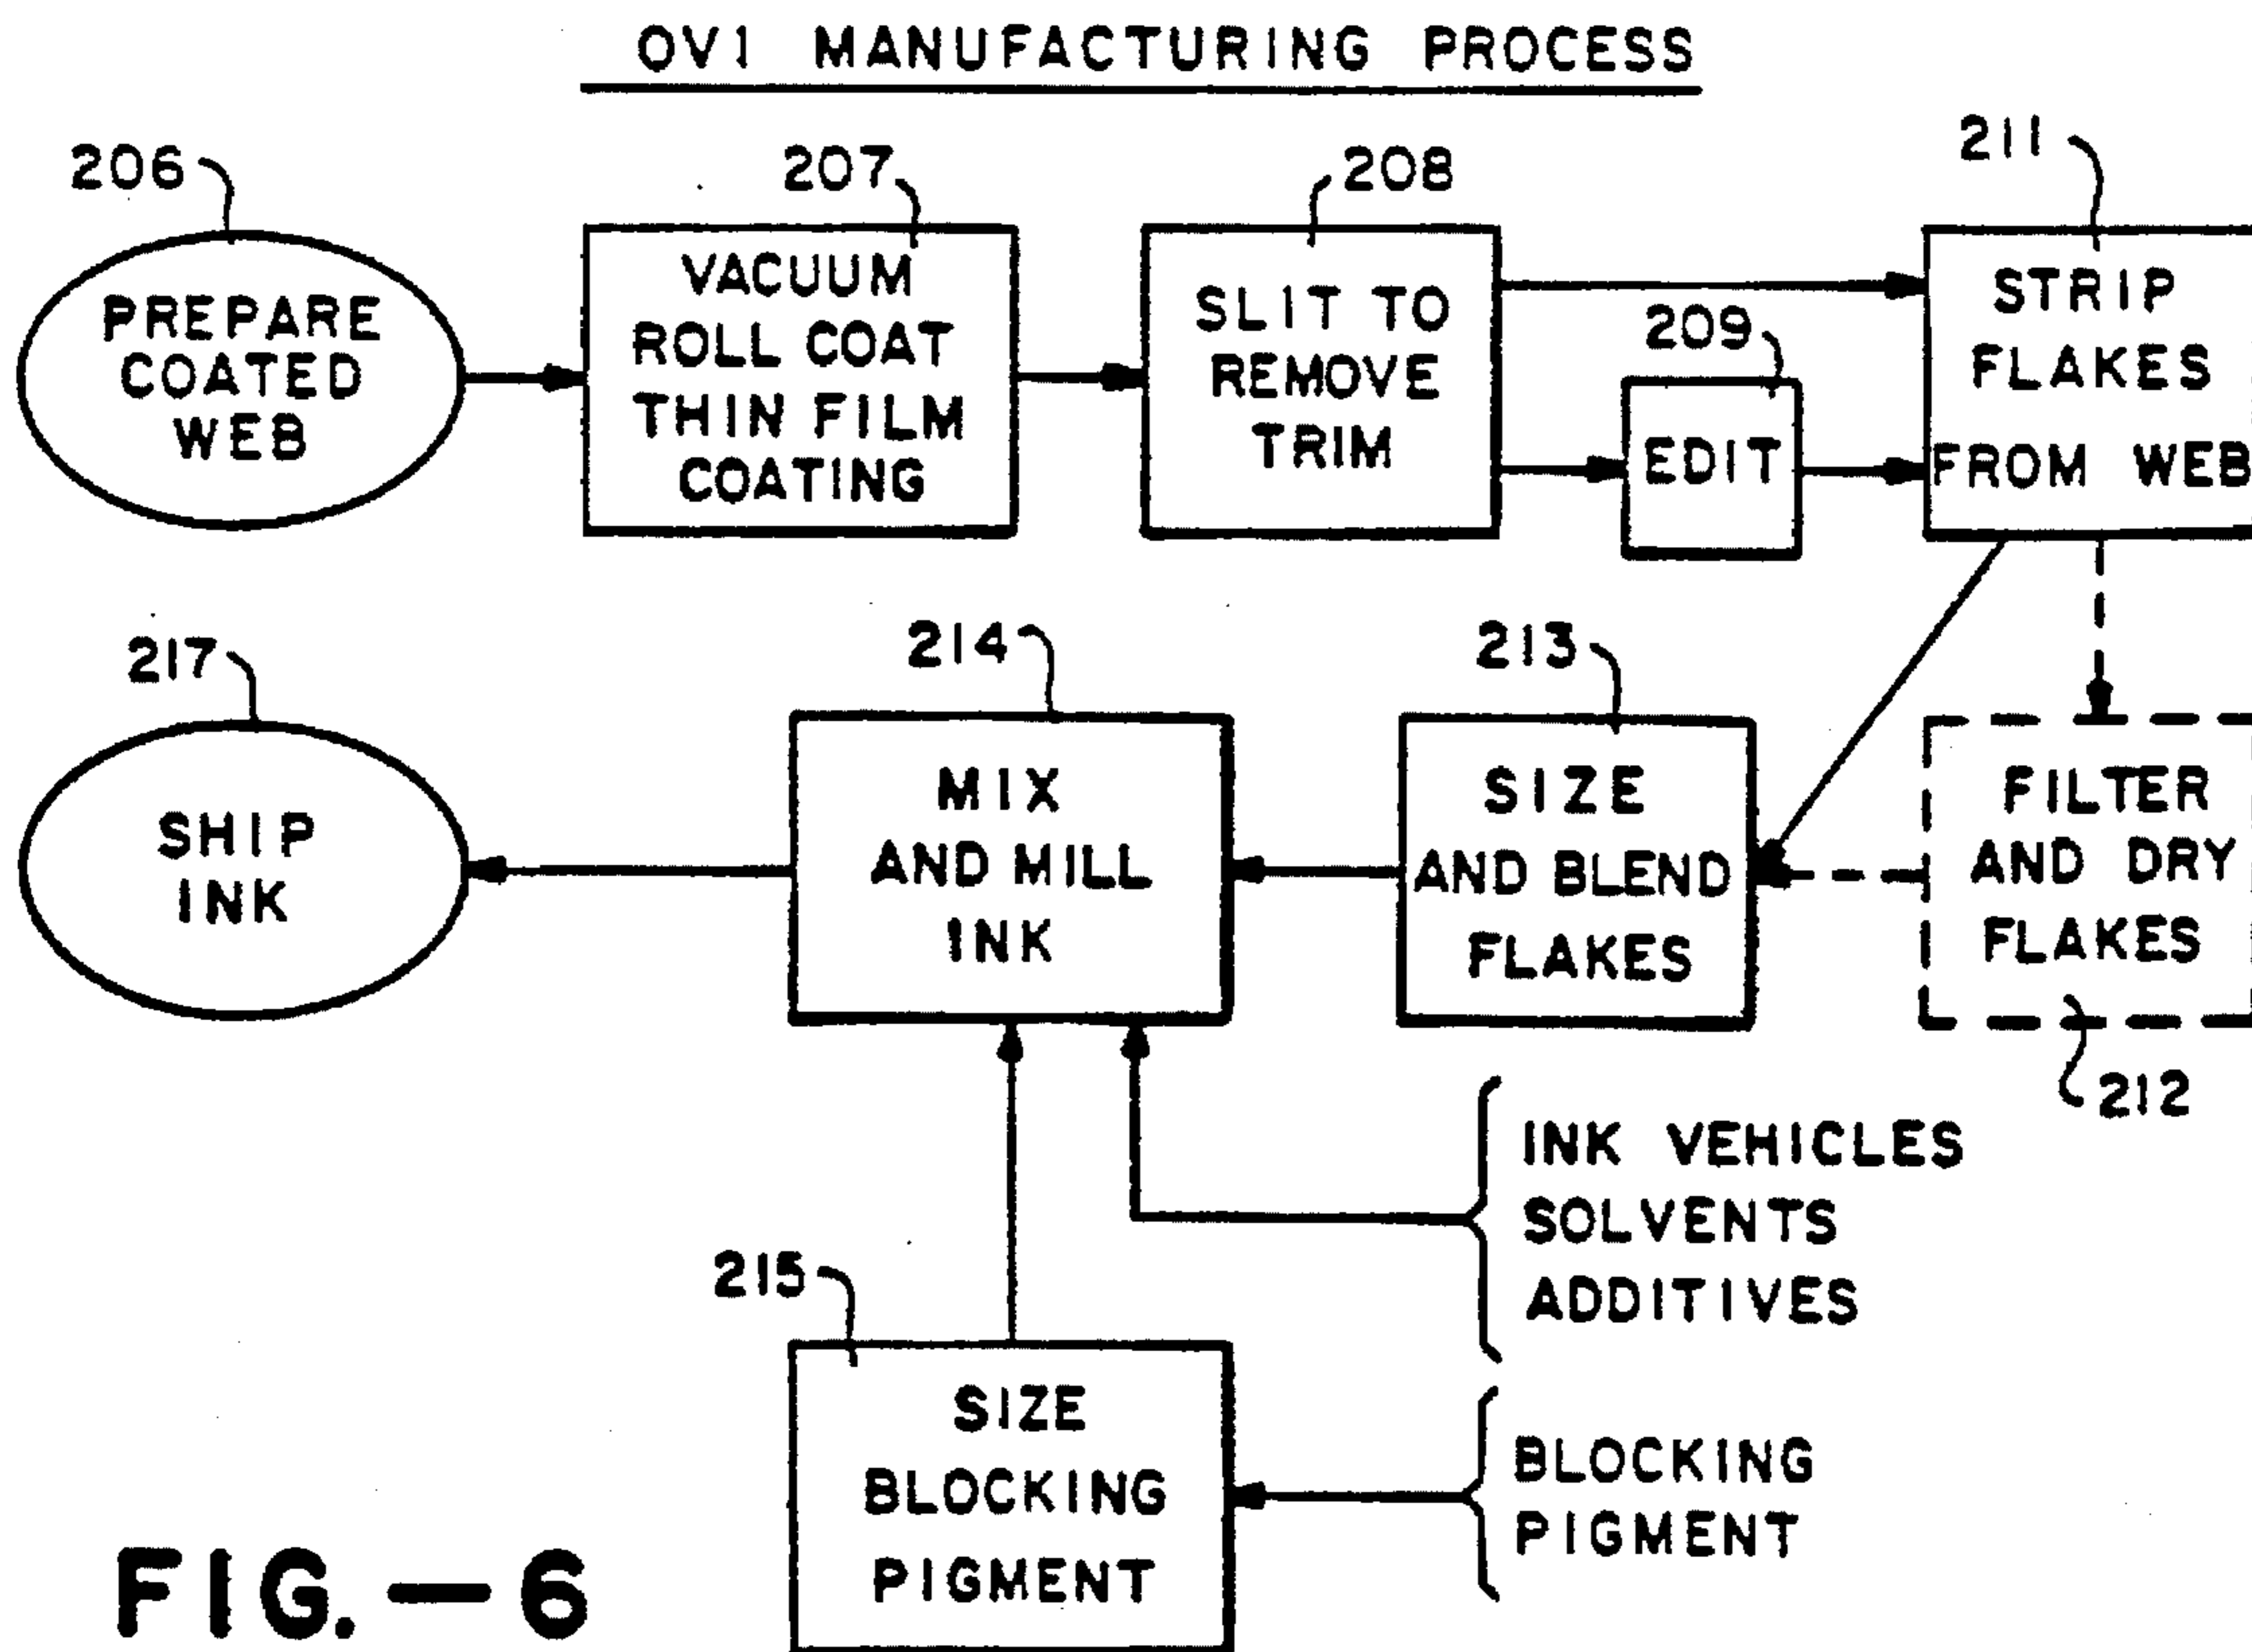 OVI MANUFACTURING PROCESS
206
PREPARE
COATED
WEB
207
VACUUM
ROLL COAT
THIN FILM
COATING
208
SLIT TO
REMOVE
TRIM
209
EDIT
211
STRIP
FLAKES
FROM WEB
217
SHIP
INK
214
MIX
AND MILL
INK
213
SIZE
AND BLEND
FLAKES
FILTER
AND DRY
FLAKES
212
INK VEHICLES
SOLVENTS
ADDITIVES
215
SIZE
BLOCKING
PIGMENT
BLOCKING
PIGMENT
FIG.—6